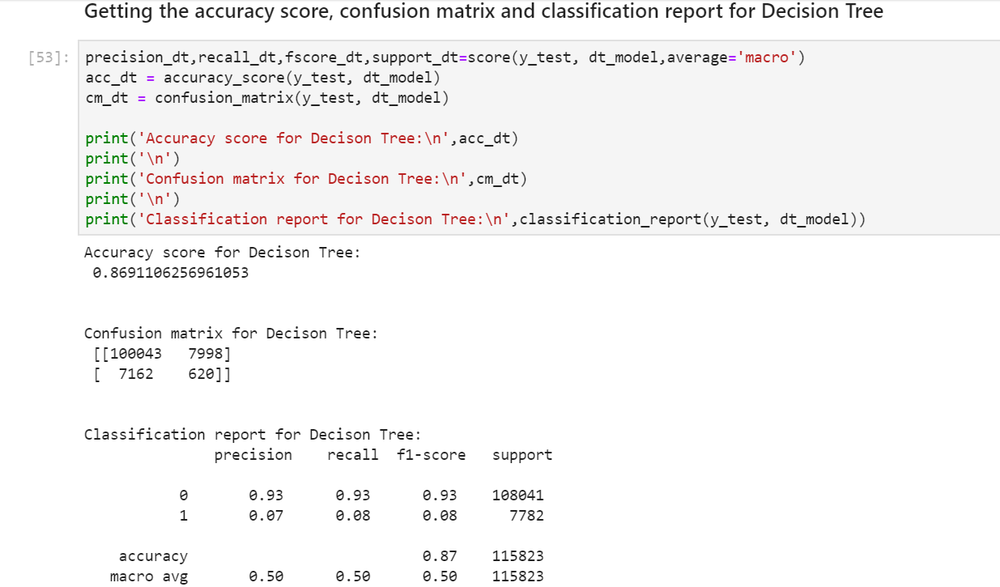 Getting the accuracy score, confusion matrix and classification report for Decision Tree
[53]: precision_dt,recall_dt,fscore_dt,support_dt=score(y_test, dt_model,average='macro')
acc_dt = accuracy_score(y_test, dt_model)
cm_dt = confusion_matrix(y_test, dt_model)
print('Accuracy score for Decison Tree:\n',acc_dt)
print('\n')
print('Confusion matrix for Decison Tree:\n',cm_dt)
print('\n')
print('Classification report for Decison Tree:\n',classification_report(y_test, dt_model))
Accuracy score for Decison Tree:
0.8691106256961053
Confusion matrix for Decison Tree:
[[100043 7998]
[ 7162 620]]
Classification report for Decison Tree:
precision recall f1-score support
0 0.93 0.93 0.93 108041
1 0.07 0.08 0.08 7782
accuracy 0.87 115823
macro avg 0.50 0.50 0.50 115823